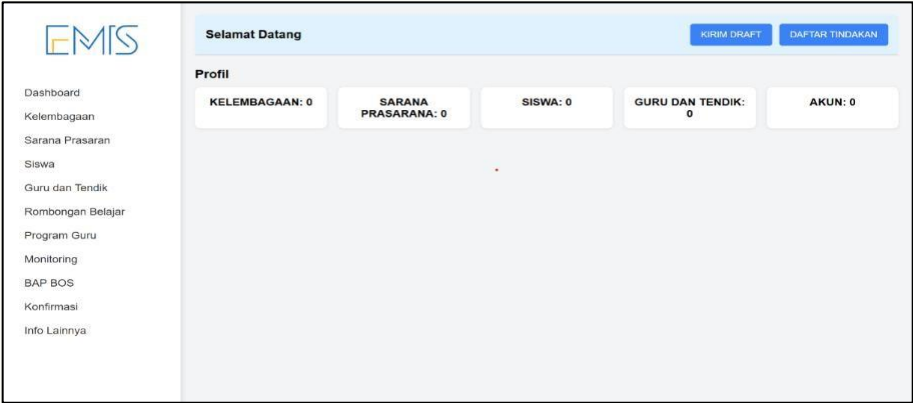 EMIS
Dashboard
Kelembagaan
Sarana Prasaran
Siswa
Guru dan Tendik
Rombongan Belajar
Program Guru
Monitoring
BAP BOS
Konfirmasi
Info Lainnya
Selamat Datang
KIRIM DRAFT
DAFTAR TINDAKAN
Profil
KELEMBAGAAN: 0
SARANA
PRASARANA: 0
SISWA: 0
GURU DAN TENDIK:
0
AKUN: 0